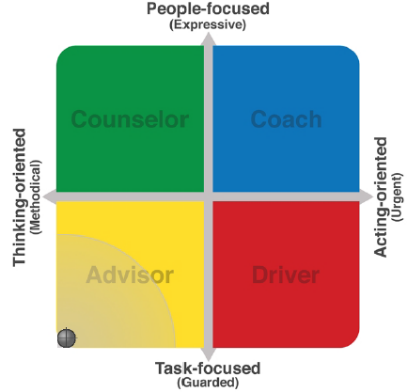 People-focused
(Expressive)
Counselor
Coach
Thinking-oriented
(Methodical)
Acting-oriented
(Urgent)
Advisor
Driver
Task-focused
(Guarded)